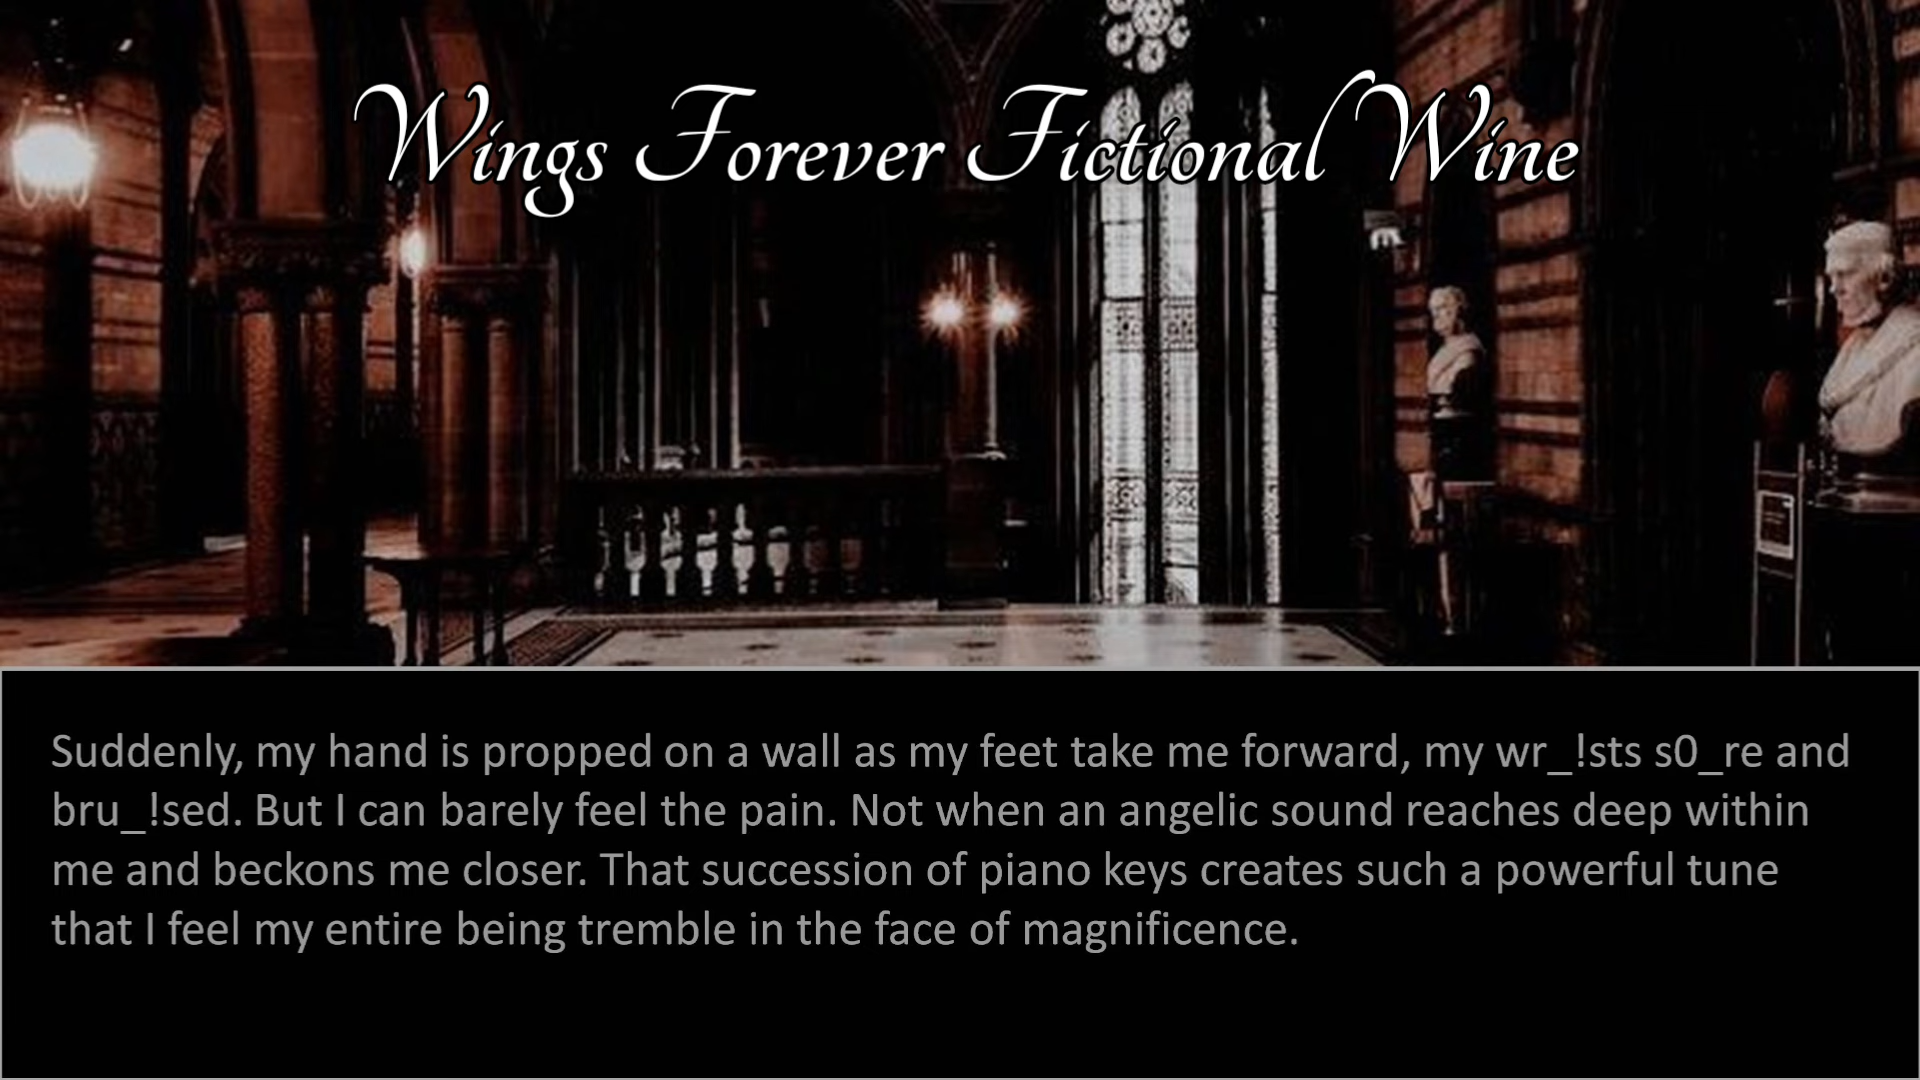 Wings Forever Fictional Wine
Suddenly, my hand is propped on a wall as my feet take me forward, my wr_!sts s0_re and
bru_!sed. But I can barely feel the pain. Not when an angelic sound reaches deep within
me and beckons me closer. That succession of piano keys creates such a powerful tune
that I feel my entire being tremble in the face of magnificence.